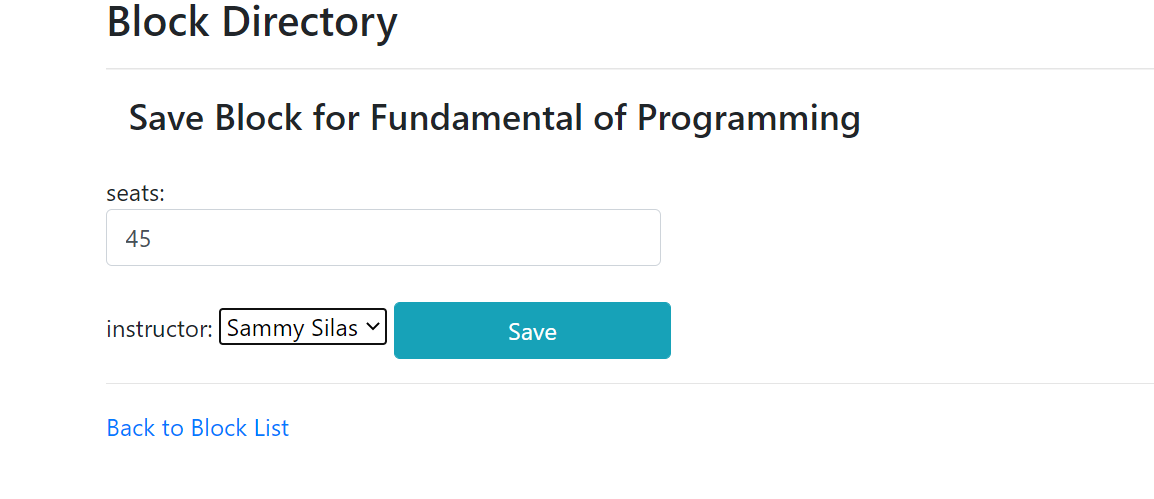 Block Directory
Save Block for Fundamental of Programming
seats:
45
instructor: Sammy Silas Save
Back to Block List